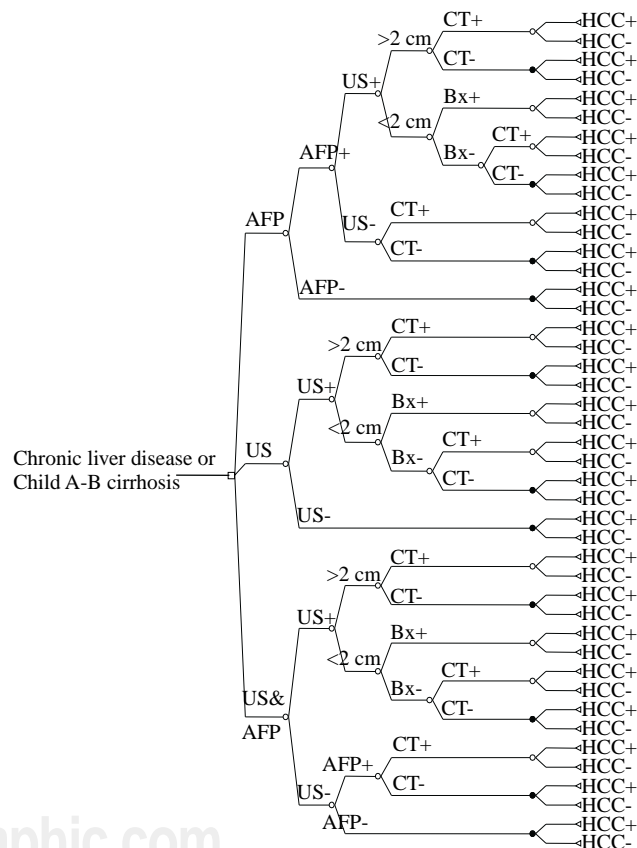 CT+
HCC+
HCC-
>2 cm
CT-
HCC+
HCC-
US+
Bx+
HCC+
HCC-
<2 cm
CT+
HCC+
HCC-
AFP+
Bx-
CT-
HCC+
HCC-
CT+
HCC+
HCC-
AFP
US-
CT-
HCC+
HCC-
AFP-
HCC+
HCC-
CT+
HCC+
HCC-
>2 cm
CT-
HCC+
HCC-
US+
Bx+
HCC+
HCC-
<2 cm
CT+
HCC+
HCC-
Chronic liver disease or
Child A-B cirrhosis
US
Bx-
CT-
HCC+
HCC-
US-
HCC+
HCC-
CT+
HCC+
HCC-
>2 cm
CT-
HCC+
HCC-
US+
Bx+
HCC+
HCC-
<2 cm
CT+
HCC+
HCC-
US&
AFP
Bx-
CT-
HCC+
HCC-
CT+
HCC+
HCC-
AFP+
US-
CT-
HCC+
HCC-
AFP-
HCC+
HCC-